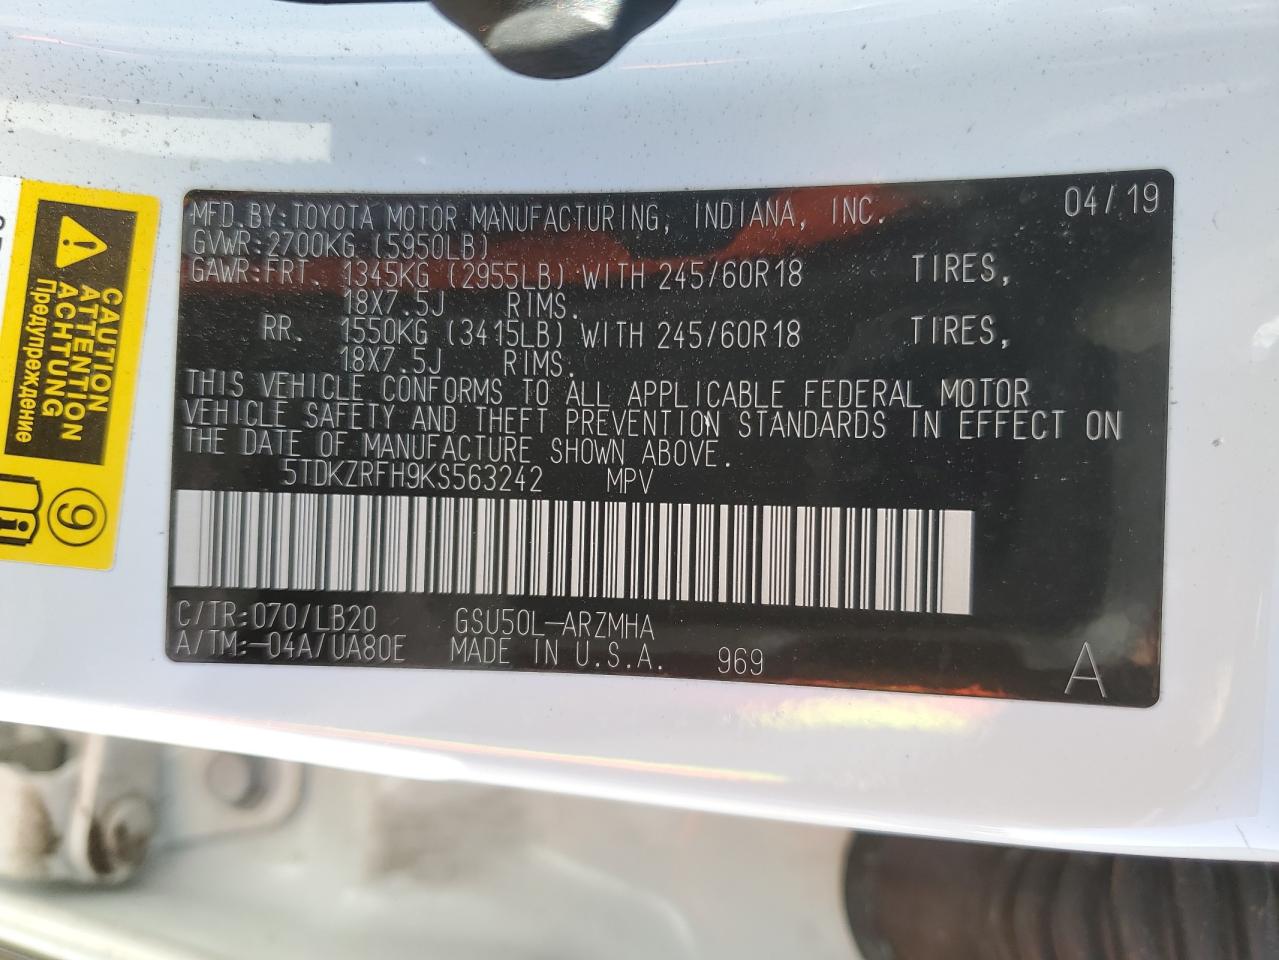 MFD.BY:TOYOTA MOTOR MANUFACTURING, INDIANA, INC. 04/19
GVWR:2700KG (5950LB)
GAWR:FRT. 1345KG (2955LB) WITH 245/60R18 TIRES,
18X7.5J RIMS.
RR. 1550KG (3415LB) WITH 245/60R18 TIRES,
18X7.5J RIMS.
THIS VEHICLE CONFORMS TO ALL APPLICABLE FEDERAL MOTOR
VEHICLE SAFETY AND THEFT PREVENTION STANDARDS IN EFFECT ON
THE DATE OF MANUFACTURE SHOWN ABOVE.
5TDKZRFH9KS563242 MPV
C/TR:070/LB20 GSU50L-ARZMHA
A/TM:-04A/UA80E MADE IN U.S.A. 969 A
CAUTION
ATTENTION
ACHTUNG
Предупреждение
9